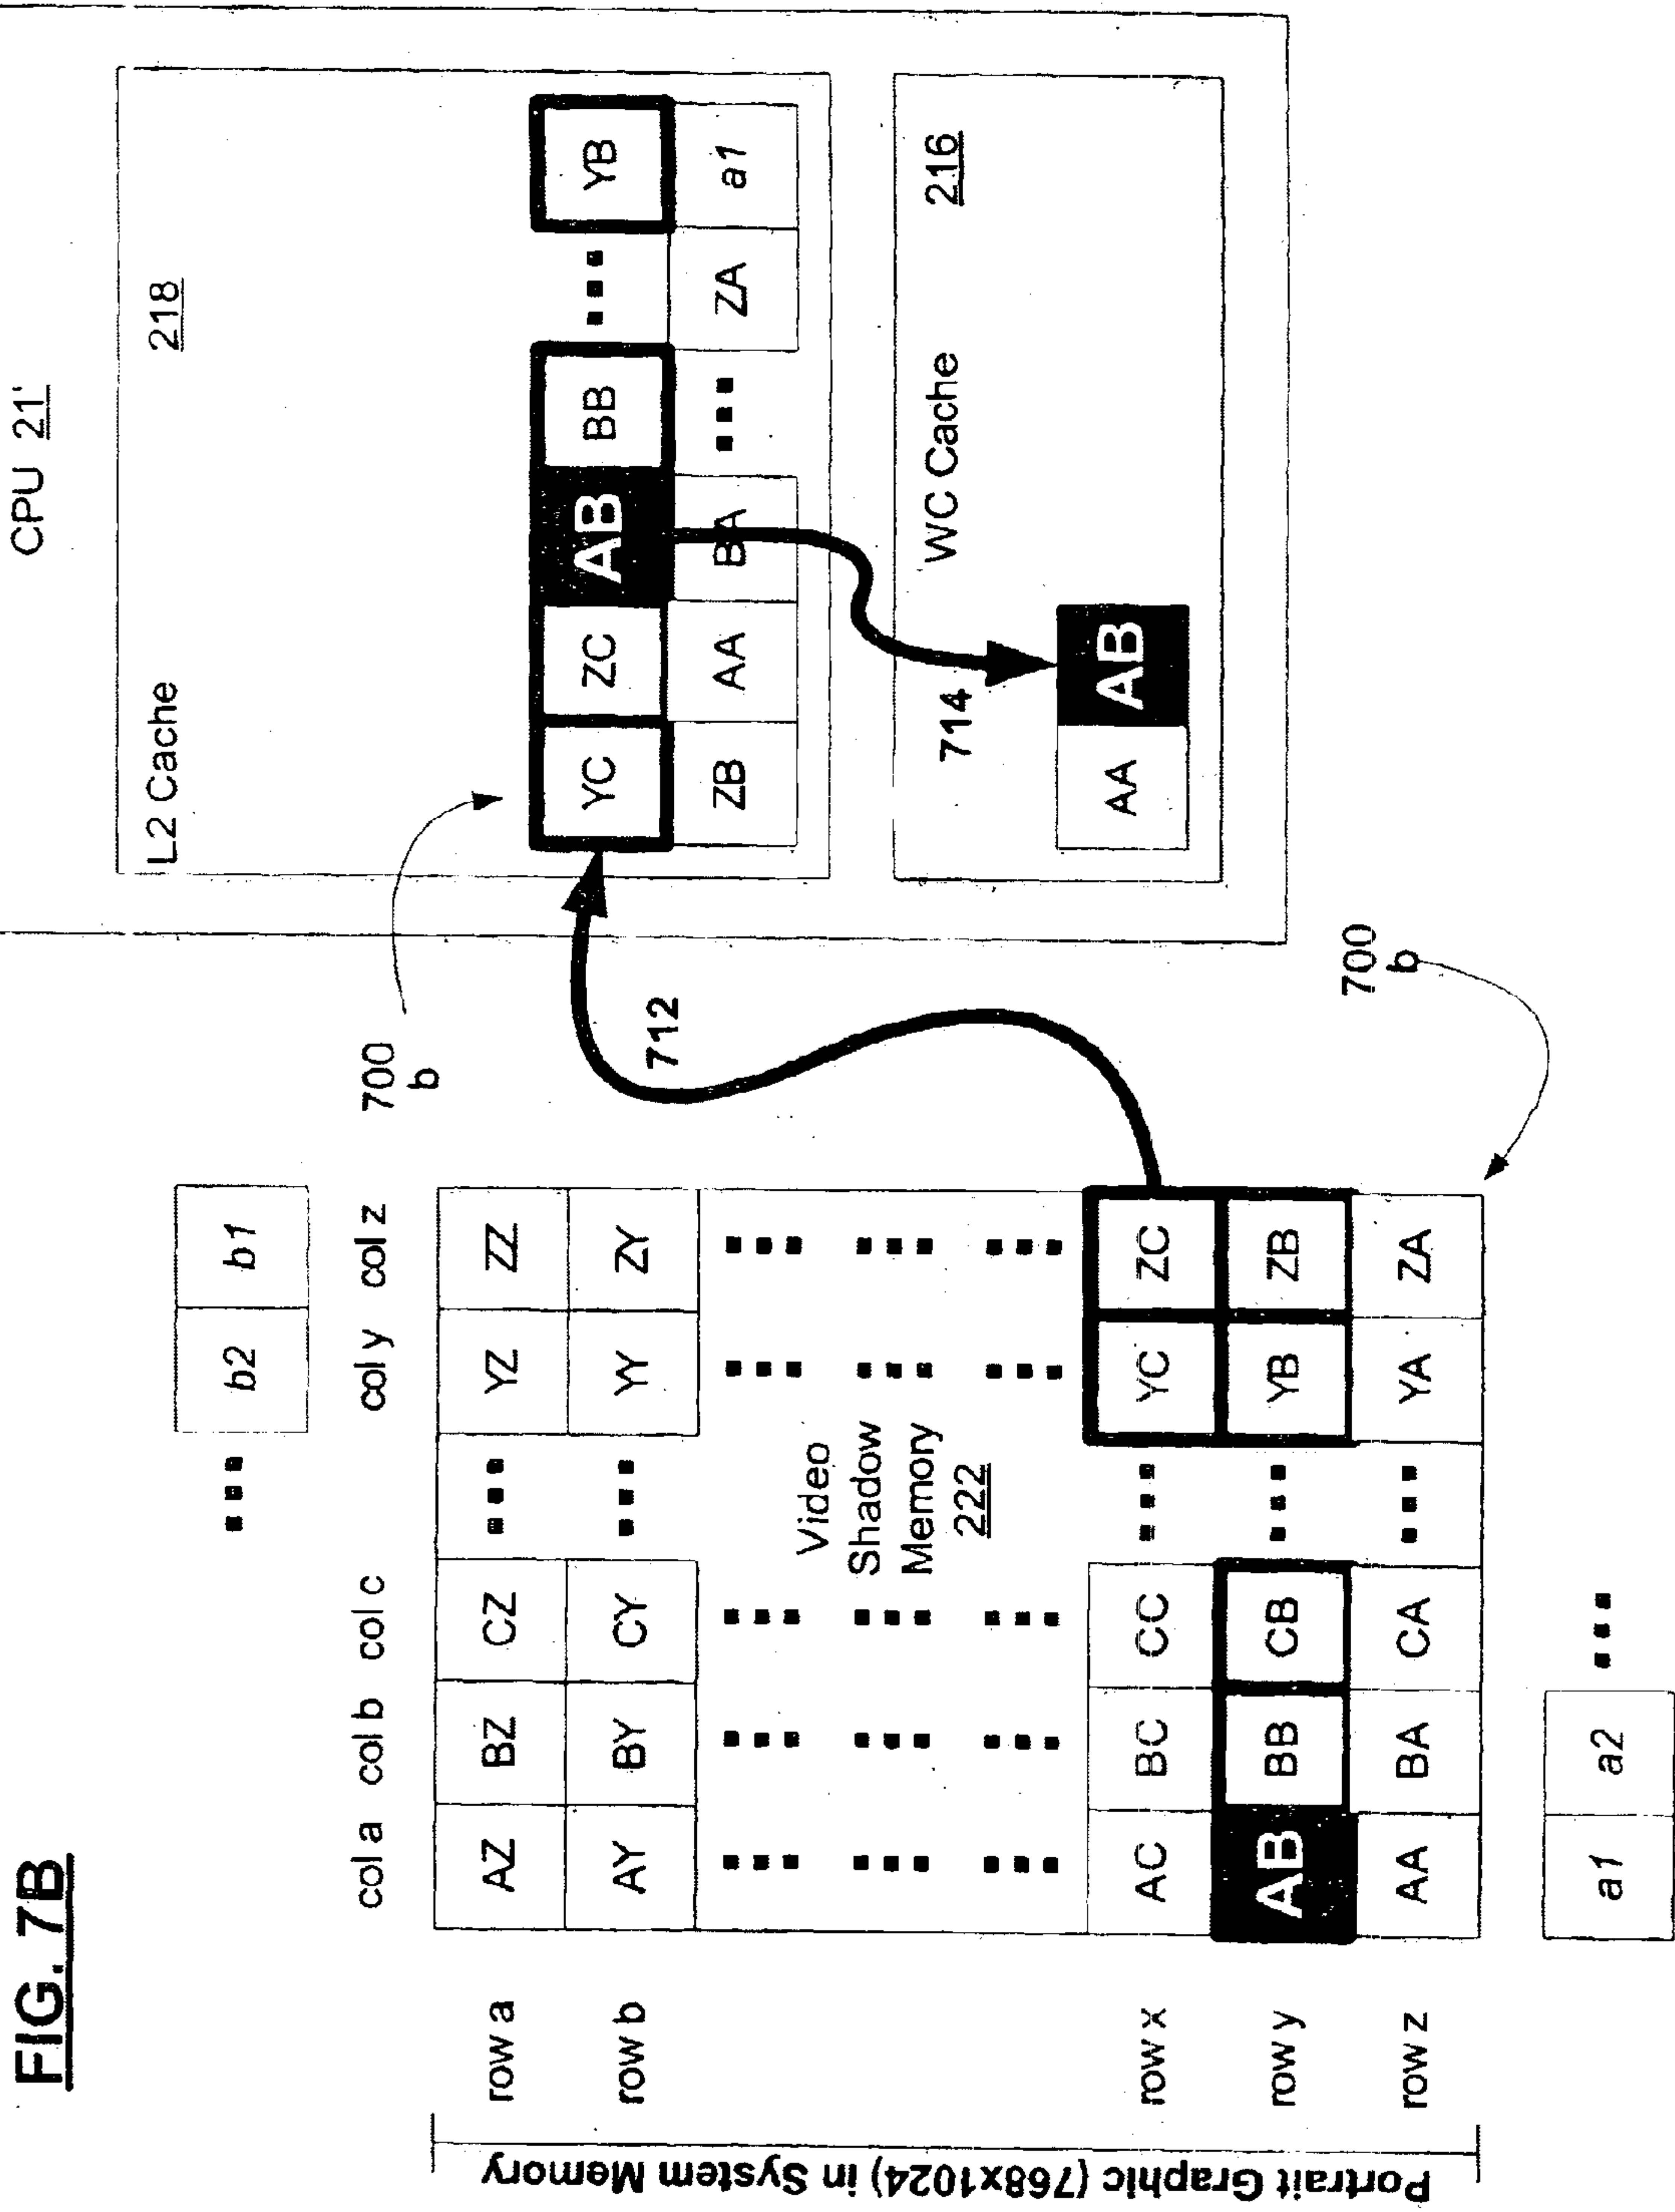 FIG. 7B
CPU 21'
L2 Cache
218
YC ZC AB BB ... YB
ZB AA BA ... ZA a1
WC Cache
216
714
AA AB
700
b
712
... b2 b1
col a col b col c col y col z
row a AZ BZ CZ ... YZ ZZ
row b AY BY CY ... YY ZY
... ... ... ... ...
Video
Shadow
Memory
222
... ... ... ... ...
row x AC BC CC ... YC ZC
row y AB BB CB ... YB ZB
row z AA BA CA ... YA ZA
700
b
a1 a2 ...
Portrait Graphic (768x1024) in System Memory